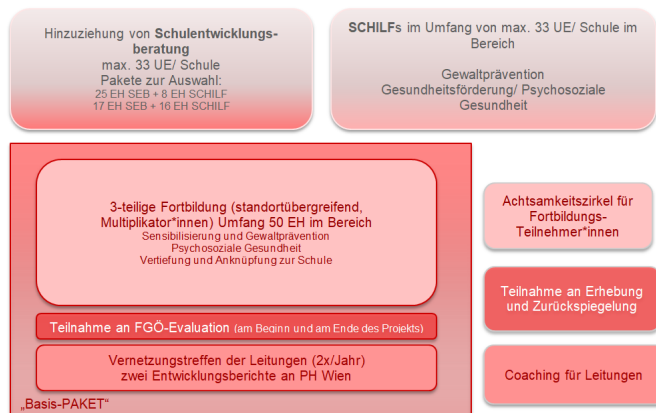 Hinzuziehung von Schulentwicklungs-
beratung
max. 33 UE/ Schule
Pakete zur Auswahl:
25 EH SEB + 8 EH SCHILF
17 EH SEB + 16 EH SCHILF
SCHILFs im Umfang von max. 33 UE/ Schule im
Bereich
Gewaltprävention
Gesundheitsförderung/ Psychosoziale
Gesundheit
3-teilige Fortbildung (standortübergreifend,
Multiplikator*innen) Umfang 50 EH im Bereich
Sensibilisierung und Gewaltprävention
Psychosoziale Gesundheit
Vertiefung und Anknüpfung zur Schule
Teilnahme an FGÖ-Evaluation (am Beginn und am Ende des Projekts)
Vernetzungstreffen der Leitungen (2x/Jahr)
zwei Entwicklungsberichte an PH Wien
„Basis-PAKET“
Achtsamkeitszirkel für
Fortbildungs-
Teilnehmer*innen
Teilnahme an Erhebung
und Zurückspiegelung
Coaching für Leitungen